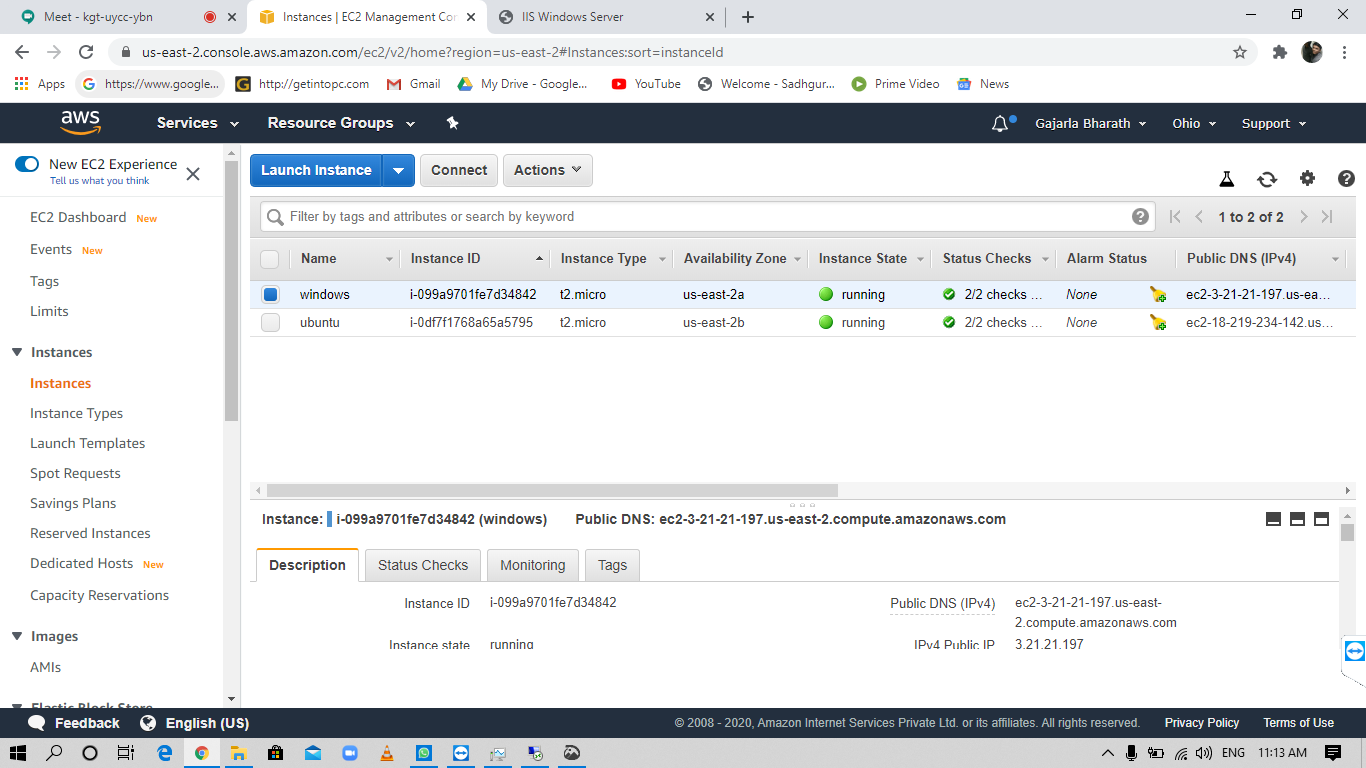 Meet - kgt-uycc-ybn
Instances | EC2 Management Con
IIS Windows Server
us-east-2.console.aws.amazon.com/ec2/v2/home?region=us-east-2#Instances:sort=instanceId
Apps https://www.google... http://getintopc.com Gmail My Drive - Google... YouTube Welcome - Sadhgur... Prime Video News
aws Services Resource Groups Gajarla Bharath Ohio Support
New EC2 Experience
Tell us what you think
EC2 Dashboard New
Events New
Tags
Limits
Instances
Instances
Instance Types
Launch Templates
Spot Requests
Savings Plans
Reserved Instances
Dedicated Hosts New
Capacity Reservations
Images
AMIs
Elastic Block Store
Launch Instance Connect Actions
Filter by tags and attributes or search by keyword 1 to 2 of 2
Name Instance ID Instance Type Availability Zone Instance State Status Checks Alarm Status Public DNS (IPv4)
windows i-099a9701fe7d34842 t2.micro us-east-2a running 2/2 checks ... None ec2-3-21-21-197.us-ea...
ubuntu i-0df7f1768a65a5795 t2.micro us-east-2b running 2/2 checks ... None ec2-18-219-234-142.us...
Instance: i-099a9701fe7d34842 (windows) Public DNS: ec2-3-21-21-197.us-east-2.compute.amazonaws.com
Description Status Checks Monitoring Tags
Instance ID i-099a9701fe7d34842 Public DNS (IPv4) ec2-3-21-21-197.us-east-
2.compute.amazonaws.com
Instance state running IPv4 Public IP 3.21.21.197
Feedback English (US) © 2008 - 2020, Amazon Internet Services Private Ltd. or its affiliates. All rights reserved. Privacy Policy Terms of Use
ENG 11:13 AM